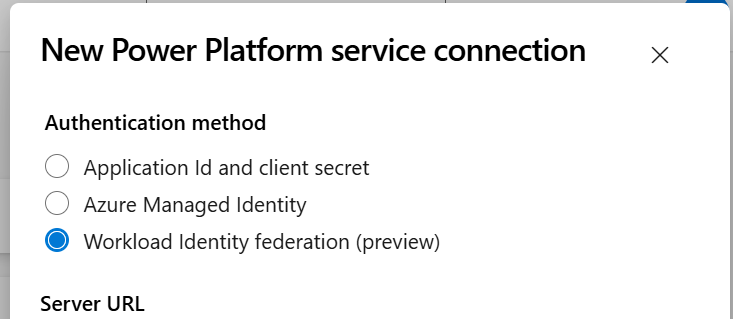 New Power Platform service connection
Authentication method
Application Id and client secret
Azure Managed Identity
Workload Identity federation (preview)
Server URL